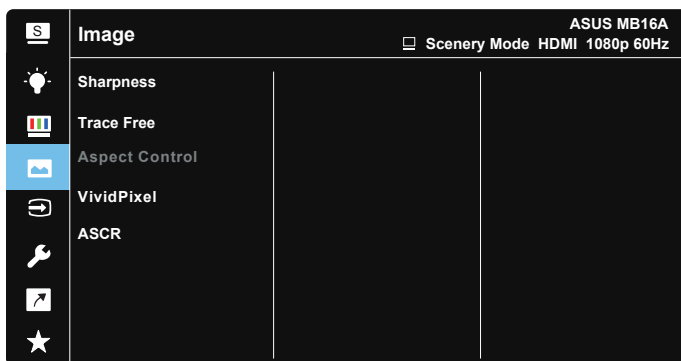 S
Image
ASUS MB16A
Scenery Mode HDMI 1080p 60Hz
Sharpness
Trace Free
Aspect Control
VividPixel
ASCR